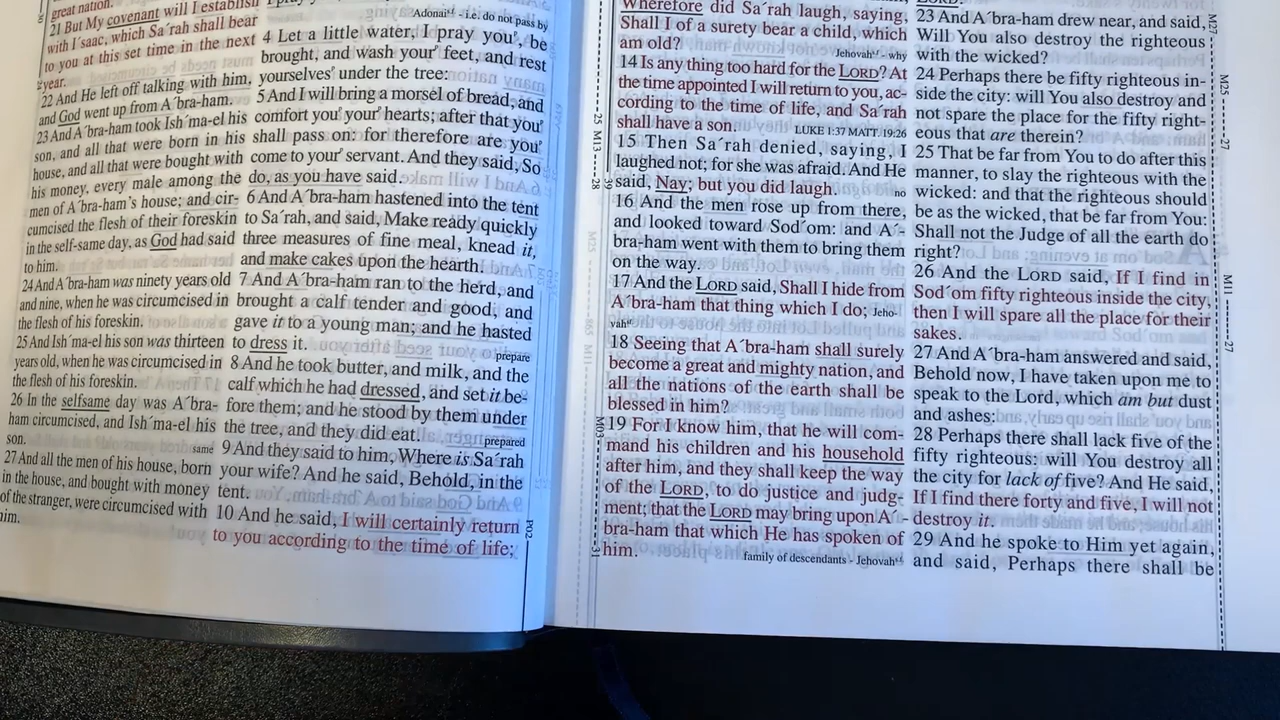 great nation.
21 But My covenant will I establish
with I´saac, which Sa´rah shall bear
to you at this set time in the next
year.
22 And He left off talking with him,
and God went up from A´bra-ham.
23 And A´bra-ham took Ish´ma-el his
son, and all that were born in his
house, and all that were bought with
his money, every male among the
men of A´bra-ham's house; and cir-
cumcised the flesh of their foreskin
in the self-same day, as God had said
to him.
24 And A´bra-ham was ninety years old
and nine, when he was circumcised in
the flesh of his foreskin.
25 And Ish´ma-el his son was thirteen
years old, when he was circumcised in
the flesh of his foreskin.
26 In the selfsame day was A´bra-
ham circumcised, and Ish´ma-el his
son. same
27 And all the men of his house, born
in the house, and bought with money
of the stranger, were circumcised with
him.
Adonai - i.e. do not pass by
4 Let a little water, I pray you, be
brought, and wash your feet, and rest
yourselves under the tree:
5 And I will bring a morsel of bread, and
comfort your hearts; after that you
shall pass on: for therefore are you
come to your servant. And they said, So
do, as you have said.
6 And A´bra-ham hastened into the tent
to Sa´rah, and said, Make ready quickly
three measures of fine meal, knead it,
and make cakes upon the hearth.
7 And A´bra-ham ran to the herd, and
brought a calf tender and good; and
gave it to a young man; and he hasted
to dress it. prepare
8 And he took butter, and milk, and the
calf which he had dressed, and set it be-
fore them; and he stood by them under
the tree, and they did eat. prepared
9 And they said to him, Where is Sa´rah
your wife? And he said, Behold, in the
tent.
10 And he said, I will certainly return
to you according to the time of life;
P02
Wherefore did Sa´rah laugh, saying,
Shall I of a surety bear a child, which
am old? Jehovah - why
14 Is any thing too hard for the LORD? At
the time appointed I will return to you, ac-
cording to the time of life, and Sa´rah
shall have a son. LUKE 1:37 MATT. 19:26
15 Then Sa´rah denied, saying, I
laughed not; for she was afraid. And He
said, Nay; but you did laugh. no
16 And the men rose up from there,
and looked toward Sod´om: and A´-
bra-ham went with them to bring them
on the way.
17 And the LORD said, Shall I hide from
A´bra-ham that thing which I do; Jeho-
vah
18 Seeing that A´bra-ham shall surely
become a great and mighty nation, and
all the nations of the earth shall be
blessed in him?
19 For I know him, that he will com-
mand his children and his household
after him, and they shall keep the way
of the LORD, to do justice and judg-
ment; that the LORD may bring upon A´-
bra-ham that which He has spoken of
him. family of descendants - Jehovah
25 M13 ----28
M03 ----31
23 And A´bra-ham drew near, and said,
Will You also destroy the righteous
with the wicked?
24 Perhaps there be fifty righteous in-
side the city: will You also destroy and
not spare the place for the fifty right-
eous that are therein?
25 That be far from You to do after this
manner, to slay the righteous with the
wicked: and that the righteous should
be as the wicked, that be far from You:
Shall not the Judge of all the earth do
right?
26 And the LORD said, If I find in
Sod´om fifty righteous inside the city,
then I will spare all the place for their
sakes.
27 And A´bra-ham answered and said,
Behold now, I have taken upon me to
speak to the Lord, which am but dust
and ashes:
28 Perhaps there shall lack five of the
fifty righteous: will You destroy all
the city for lack of five? And He said,
If I find there forty and five, I will not
destroy it.
29 And he spoke to Him yet again,
and said, Perhaps there shall be
M25 ----27
M11 ----27